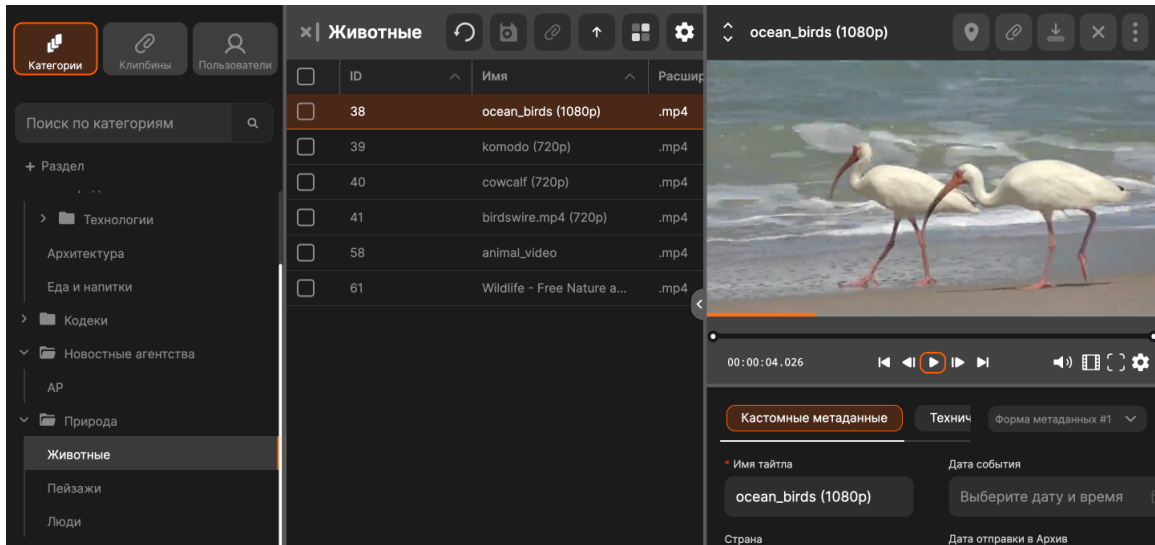 Категории
Клипбины
Пользователи
Поиск по категориям
+ Раздел
Технологии
Архитектура
Еда и напитки
Кодеки
Новостные агентства
AP
Природа
Животные
Пейзажи
Люди
Животные
ID
Имя
Расшир
38
ocean_birds (1080p)
.mp4
39
komodo (720p)
.mp4
40
cowcalf (720p)
.mp4
41
birdswire.mp4 (720p)
.mp4
58
animal_video
.mp4
61
Wildlife - Free Nature a...
.mp4
ocean_birds (1080p)
00:00:04.026
Кастомные метаданные
Технич
Форма метаданных #1
* Имя тайтла
Дата события
ocean_birds (1080p)
Выберите дату и время
Страна
Дата отправки в Архив